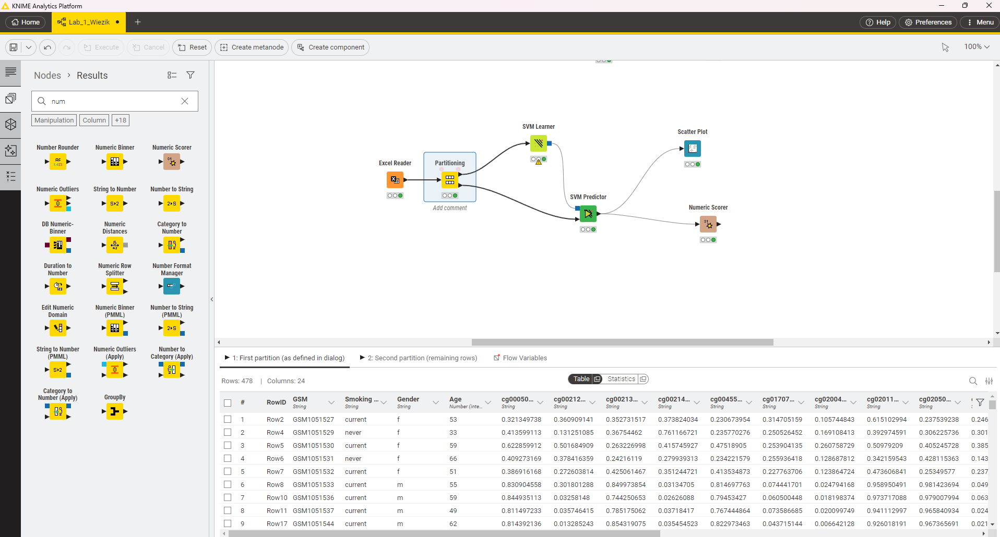 KNIME Analytics Platform
Home
Lab_1_Wiezik
Help
Preferences
Menu
Execute
Cancel
Reset
Create metanode
Create component
100%
Nodes > Results
num
Manipulation
Column
+18
Number Rounder
Numeric Binner
Numeric Scorer
Numeric Outliers
String to Number
Number to String
DB Numeric-
Binner
Numeric
Distances
Category to
Number
Duration to
Number
Numeric Row
Splitter
Number Format
Manager
Edit Numeric
Domain
Numeric Binner
(PMML)
Number to String
(PMML)
String to Number
(PMML)
Numeric Outliers
(Apply)
Number to
Category (Apply)
Category to
Number (Apply)
GroupBy
Excel Reader
Partitioning
Add comment
SVM Learner
SVM Predictor
Scatter Plot
Numeric Scorer
1: First partition (as defined in dialog)
2: Second partition (remaining rows)
Flow Variables
Rows: 478 | Columns: 24
Table
Statistics
# RowID GSM Smoking ... Gender Age cg00050... cg00212... cg00213... cg00214... cg00455... cg01707... cg02004... cg02011... cg02050...
String String String Number (inte... String String String String String String String String String
1 Row2 GSM1051527 current f 53 0.321349738 0.360909141 0.352731517 0.373824034 0.230673954 0.314705159 0.105744843 0.615102994 0.237539238 0.246
2 Row4 GSM1051529 never f 33 0.413599113 0.131251085 0.36754462 0.761166721 0.235770276 0.250526452 0.169108413 0.392974591 0.306225736 0.301
3 Row5 GSM1051530 current f 59 0.622859912 0.501684909 0.263226998 0.415745927 0.47518905 0.253904135 0.260758729 0.50979209 0.405245728 0.385
4 Row6 GSM1051531 never f 66 0.409273169 0.378416359 0.24216119 0.279939313 0.234221579 0.255936418 0.128687812 0.342159543 0.428115363 0.143
5 Row7 GSM1051532 current f 51 0.386916168 0.272603814 0.425061467 0.351244721 0.413534873 0.227763706 0.123864724 0.473606841 0.25349577 0.237
6 Row8 GSM1051533 current m 55 0.830904558 0.301801288 0.849973854 0.03134705 0.814697763 0.074441701 0.024794168 0.958950491 0.981423694 0.049
7 Row10 GSM1051536 current m 59 0.844935113 0.03258148 0.744250653 0.02626088 0.79453427 0.060500448 0.018198374 0.973717088 0.979007994 0.063
8 Row11 GSM1051537 current m 49 0.811497233 0.035746415 0.785175062 0.03718417 0.767444864 0.073586685 0.020099749 0.941112997 0.965840934 0.024
9 Row17 GSM1051544 current m 62 0.814392136 0.013285243 0.854319075 0.035454523 0.822973463 0.043715144 0.006642128 0.926018191 0.967365691 0.021